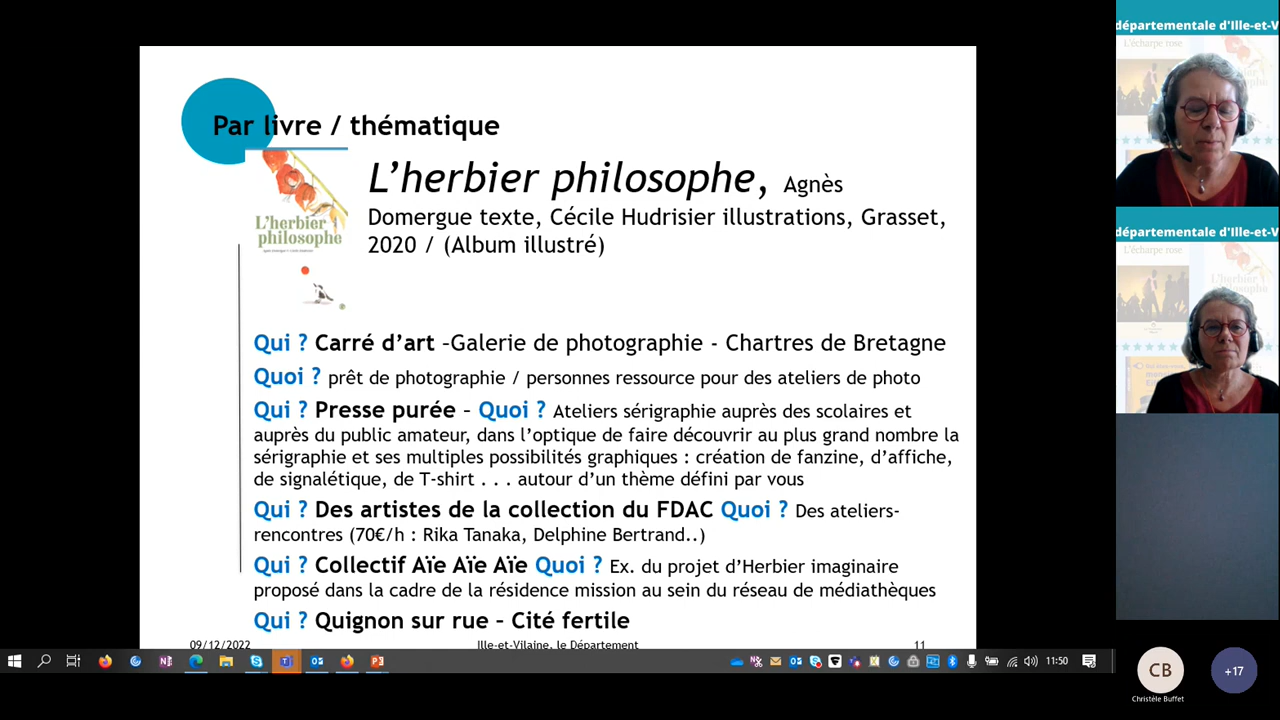 Par livre / thématique
L'herbier
philosophe
L'herbier philosophe, Agnès
Domergue texte, Cécile Hudrisier illustrations, Grasset,
2020 / (Album illustré)
Qui ? Carré d'art –Galerie de photographie - Chartres de Bretagne
Quoi ? prêt de photographie / personnes ressource pour des ateliers de photo
Qui ? Presse purée – Quoi ? Ateliers sérigraphie auprès des scolaires et
auprès du public amateur, dans l'optique de faire découvrir au plus grand nombre la
sérigraphie et ses multiples possibilités graphiques : création de fanzine, d'affiche,
de signalétique, de T-shirt . . . autour d'un thème défini par vous
Qui ? Des artistes de la collection du FDAC Quoi ? Des ateliers-
rencontres (70€/h : Rika Tanaka, Delphine Bertrand..)
Qui ? Collectif Aïe Aïe Aïe Quoi ? Ex. du projet d'Herbier imaginaire
proposé dans la cadre de la résidence mission au sein du réseau de médiathèques
Qui ? Quignon sur rue – Cité fertile
09/12/2022
Ille-et-Vilaine, le Département
11
11:50
départementale d'Ille-et-V
L'écharpe rose
départementale d'Ille-et-V
L'écharpe rose
L'herbier
philosophe
CB
Christèle Buffet
+17